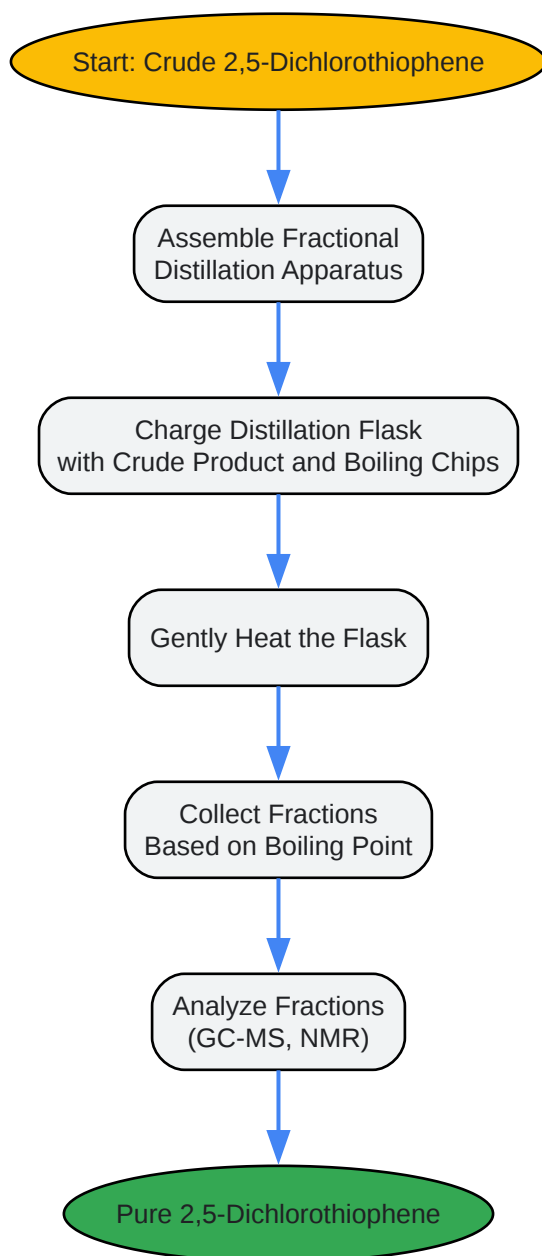 Start: Crude 2,5-Dichlorothiophene
Assemble Fractional
Distillation Apparatus
Charge Distillation Flask
with Crude Product and Boiling Chips
Gently Heat the Flask
Collect Fractions
Based on Boiling Point
Analyze Fractions
(GC-MS, NMR)
Pure 2,5-Dichlorothiophene